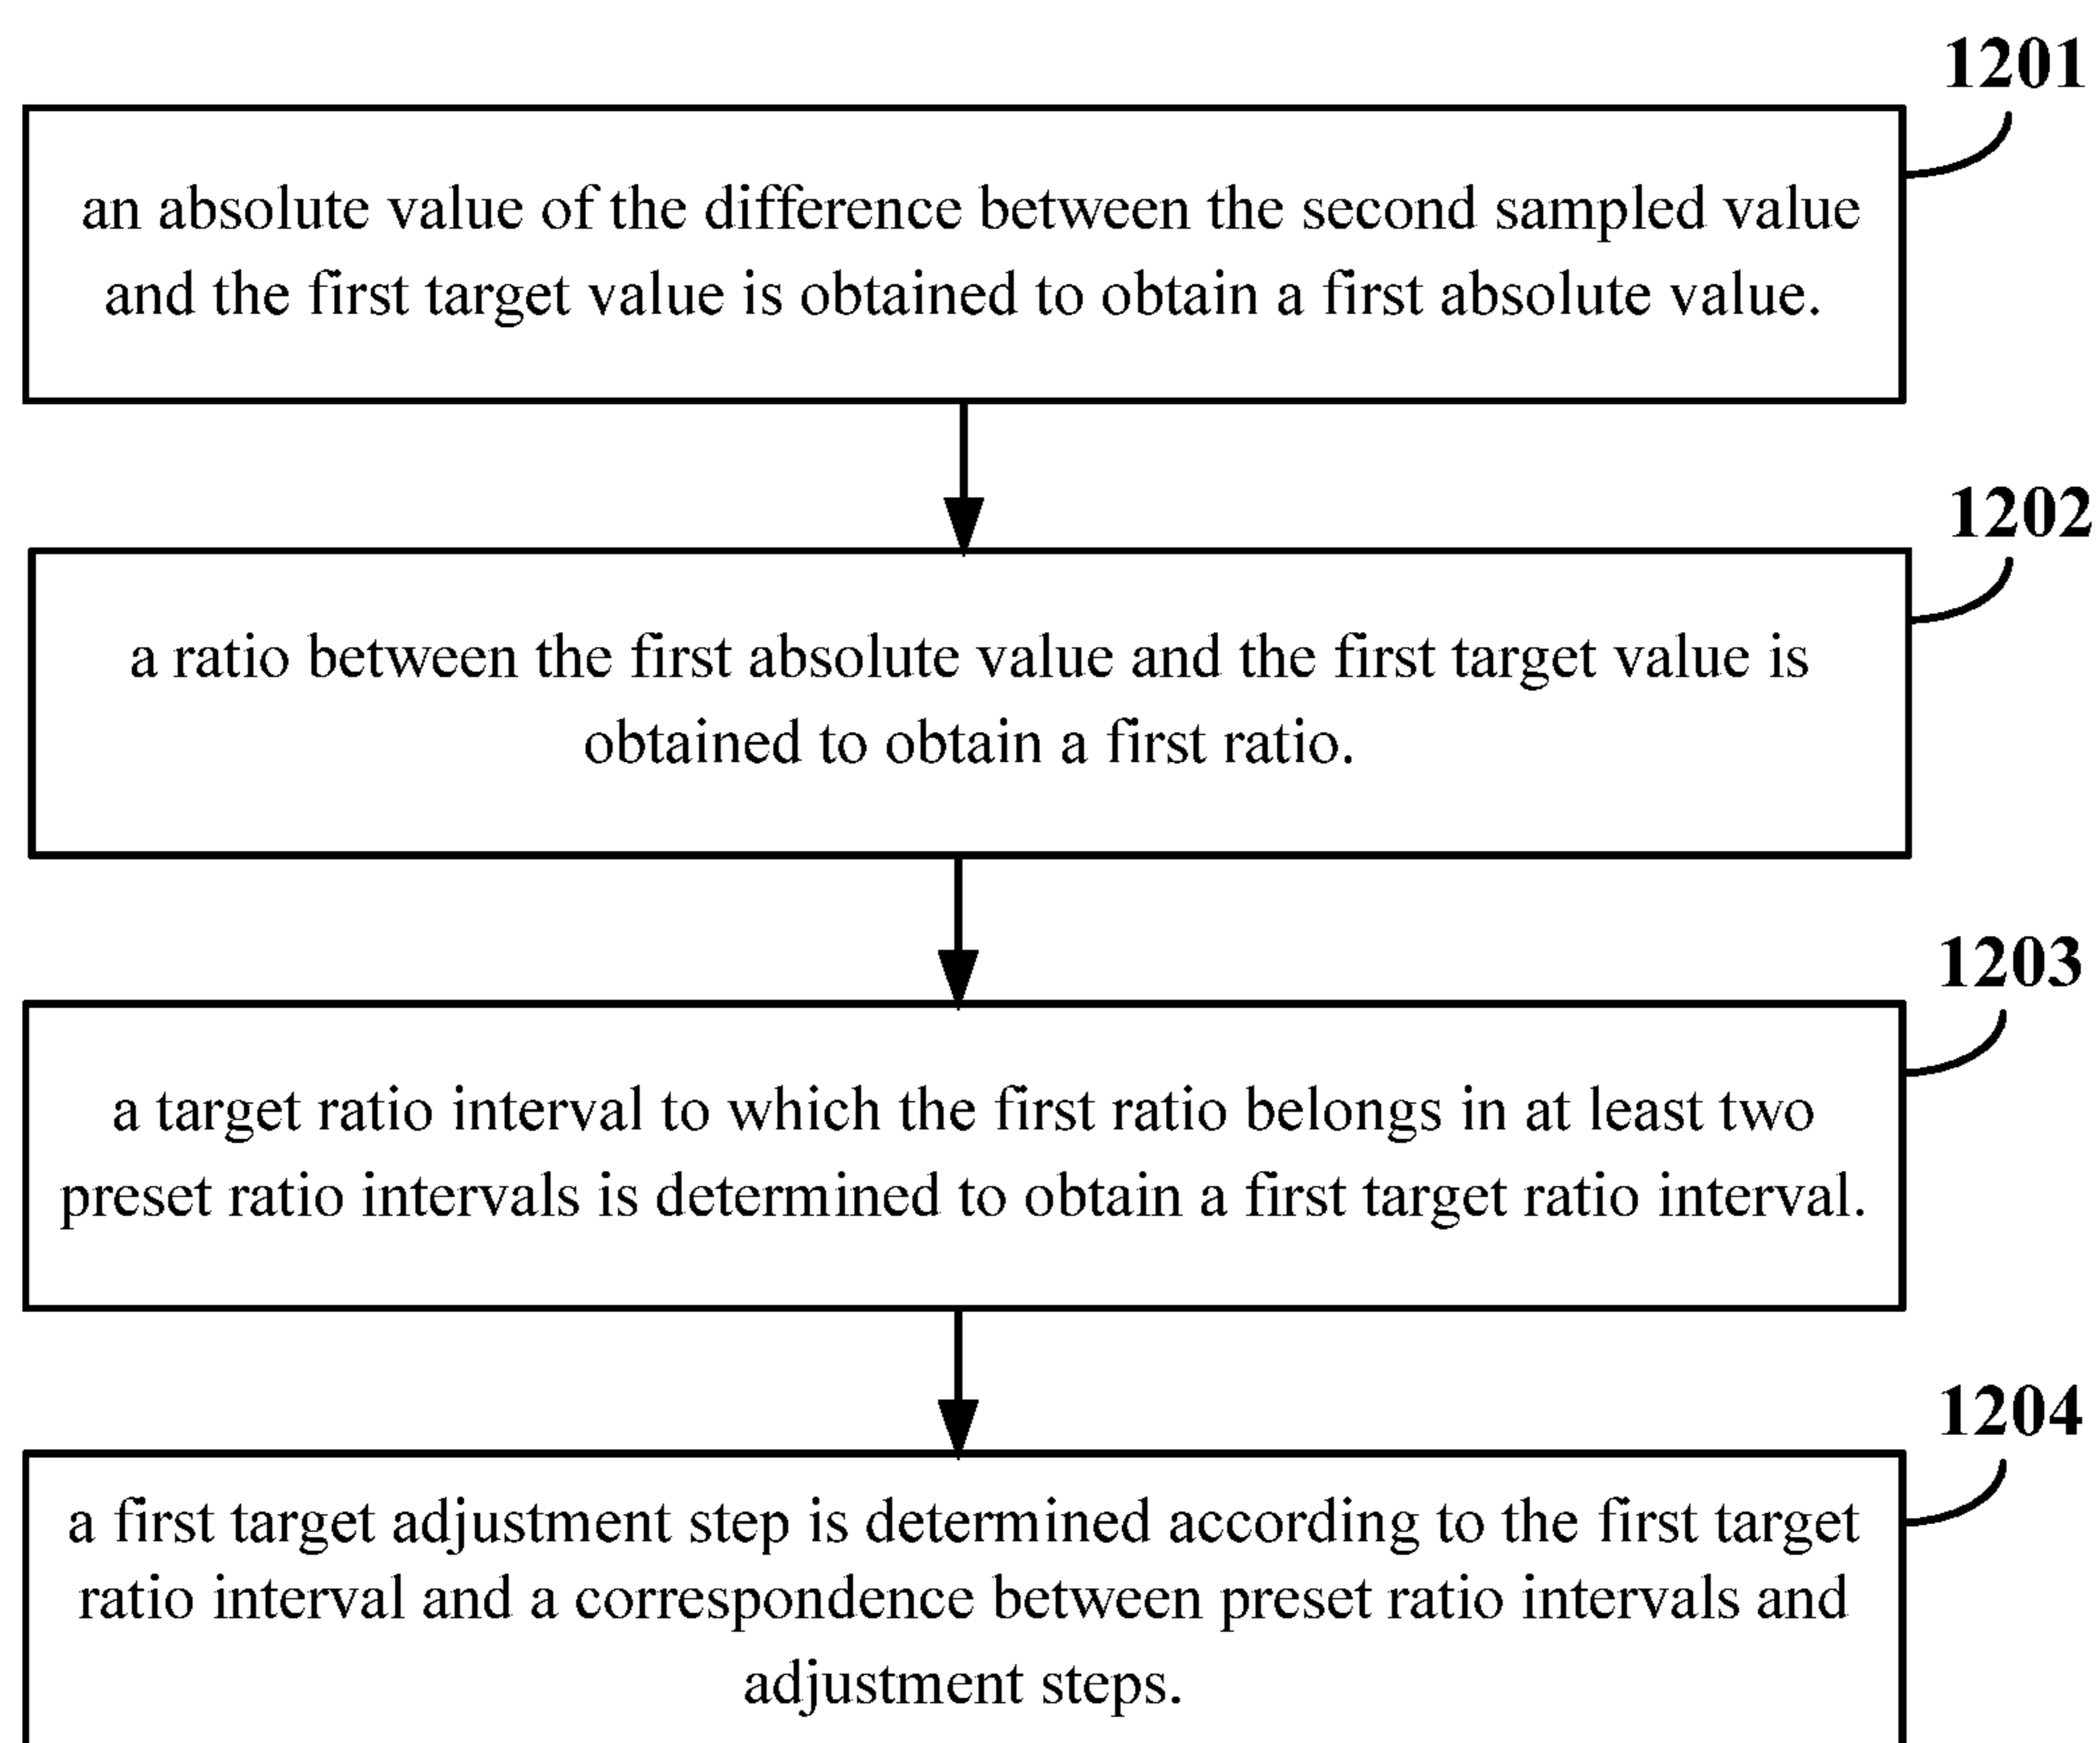 1201
an absolute value of the difference between the second sampled value
and the first target value is obtained to obtain a first absolute value.
1202
a ratio between the first absolute value and the first target value is
obtained to obtain a first ratio.
1203
a target ratio interval to which the first ratio belongs in at least two
preset ratio intervals is determined to obtain a first target ratio interval.
1204
a first target adjustment step is determined according to the first target
ratio interval and a correspondence between preset ratio intervals and
adjustment steps.